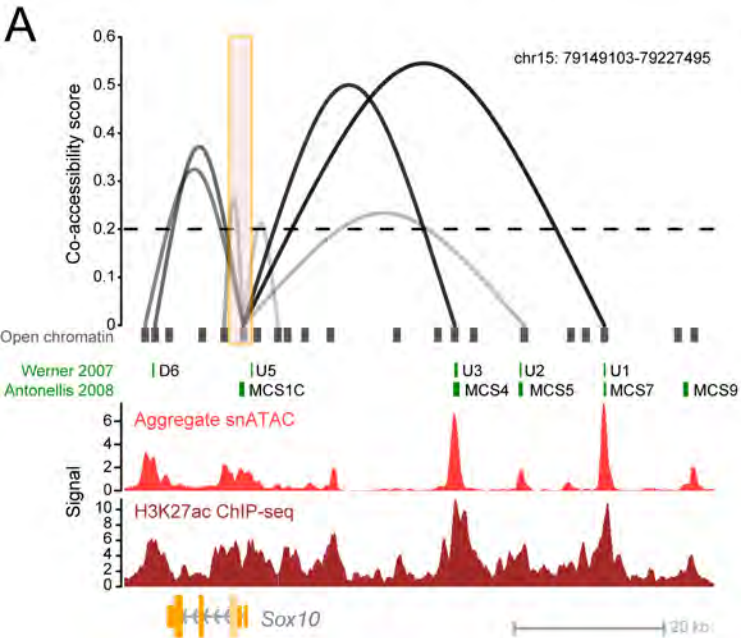 A
chr15: 79149103-79227495
Co-accessibility score
0.6
0.5
0.4
0.3
0.2
0.1
0
Open chromatin
Werner 2007 D6 U5 U3 U2 U1
Antonellis 2008 MCS1C MCS4 MCS5 MCS7 MCS9
Aggregate snATAC
Signal
6
4
2
0
H3K27ac ChIP-seq
10
8
6
4
2
0
Sox10
20 kb